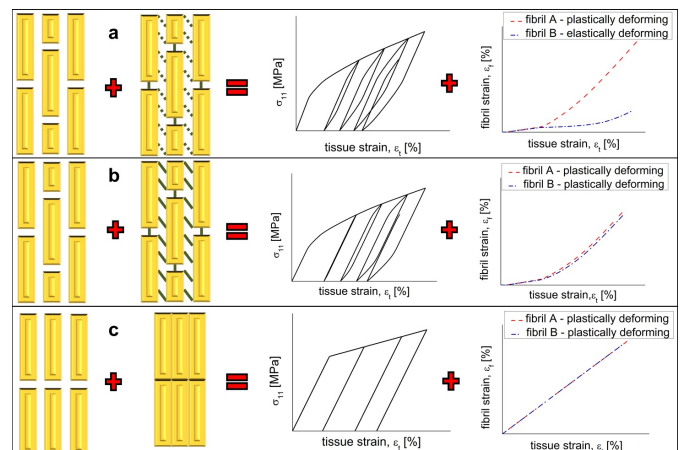 a
σ11 [MPa]
tissue strain, εt [%]
fibril A - plastically deforming
fibril B - elastically deforming
fibril strain, εf [%]
tissue strain, εt [%]
b
σ11 [MPa]
tissue strain, εt [%]
fibril A - plastically deforming
fibril B - plastically deforming
fibril strain, εf [%]
tissue strain,εt [%]
c
σ11 [MPa]
tissue strain, εt [%]
fibril A - plastically deforming
fibril B - plastically deforming
fibril strain, εf [%]
tissue strain, ε [%]